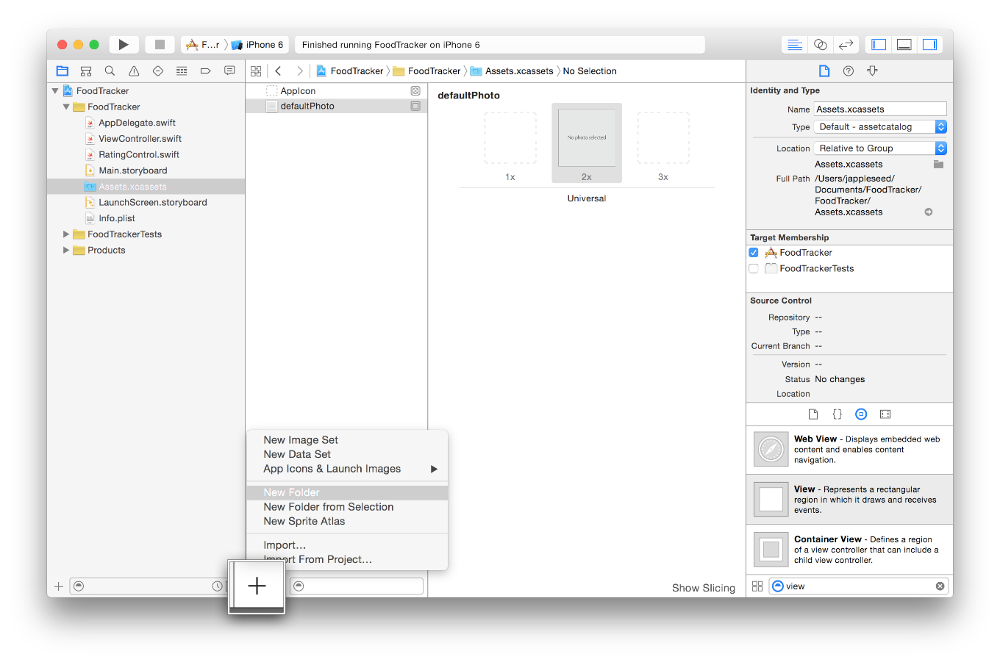 F...r
iPhone 6
Finished running FoodTracker on iPhone 6
FoodTracker
FoodTracker
Assets.xcassets
No Selection
FoodTracker
FoodTracker
AppDelegate.swift
ViewController.swift
RatingControl.swift
Main.storyboard
Assets.xcassets
LaunchScreen.storyboard
Info.plist
FoodTrackerTests
Products
AppIcon
defaultPhoto
defaultPhoto
No photo selected
1x
2x
3x
Universal
New Image Set
New Data Set
App Icons & Launch Images
New Folder
New Folder from Selection
New Sprite Atlas
Import...
Import From Project...
Show Slicing
Identity and Type
Name Assets.xcassets
Type Default - assetcatalog
Location Relative to Group
Assets.xcassets
Full Path /Users/jappleseed/
Documents/FoodTracker/
FoodTracker/
Assets.xcassets
Target Membership
FoodTracker
FoodTrackerTests
Source Control
Repository --
Type --
Current Branch --
Version --
Status No changes
Location
{}
Web View - Displays embedded web
content and enables content
navigation.
View - Represents a rectangular
region in which it draws and receives
events.
Container View - Defines a region
of a view controller that can include a
child view controller.
view